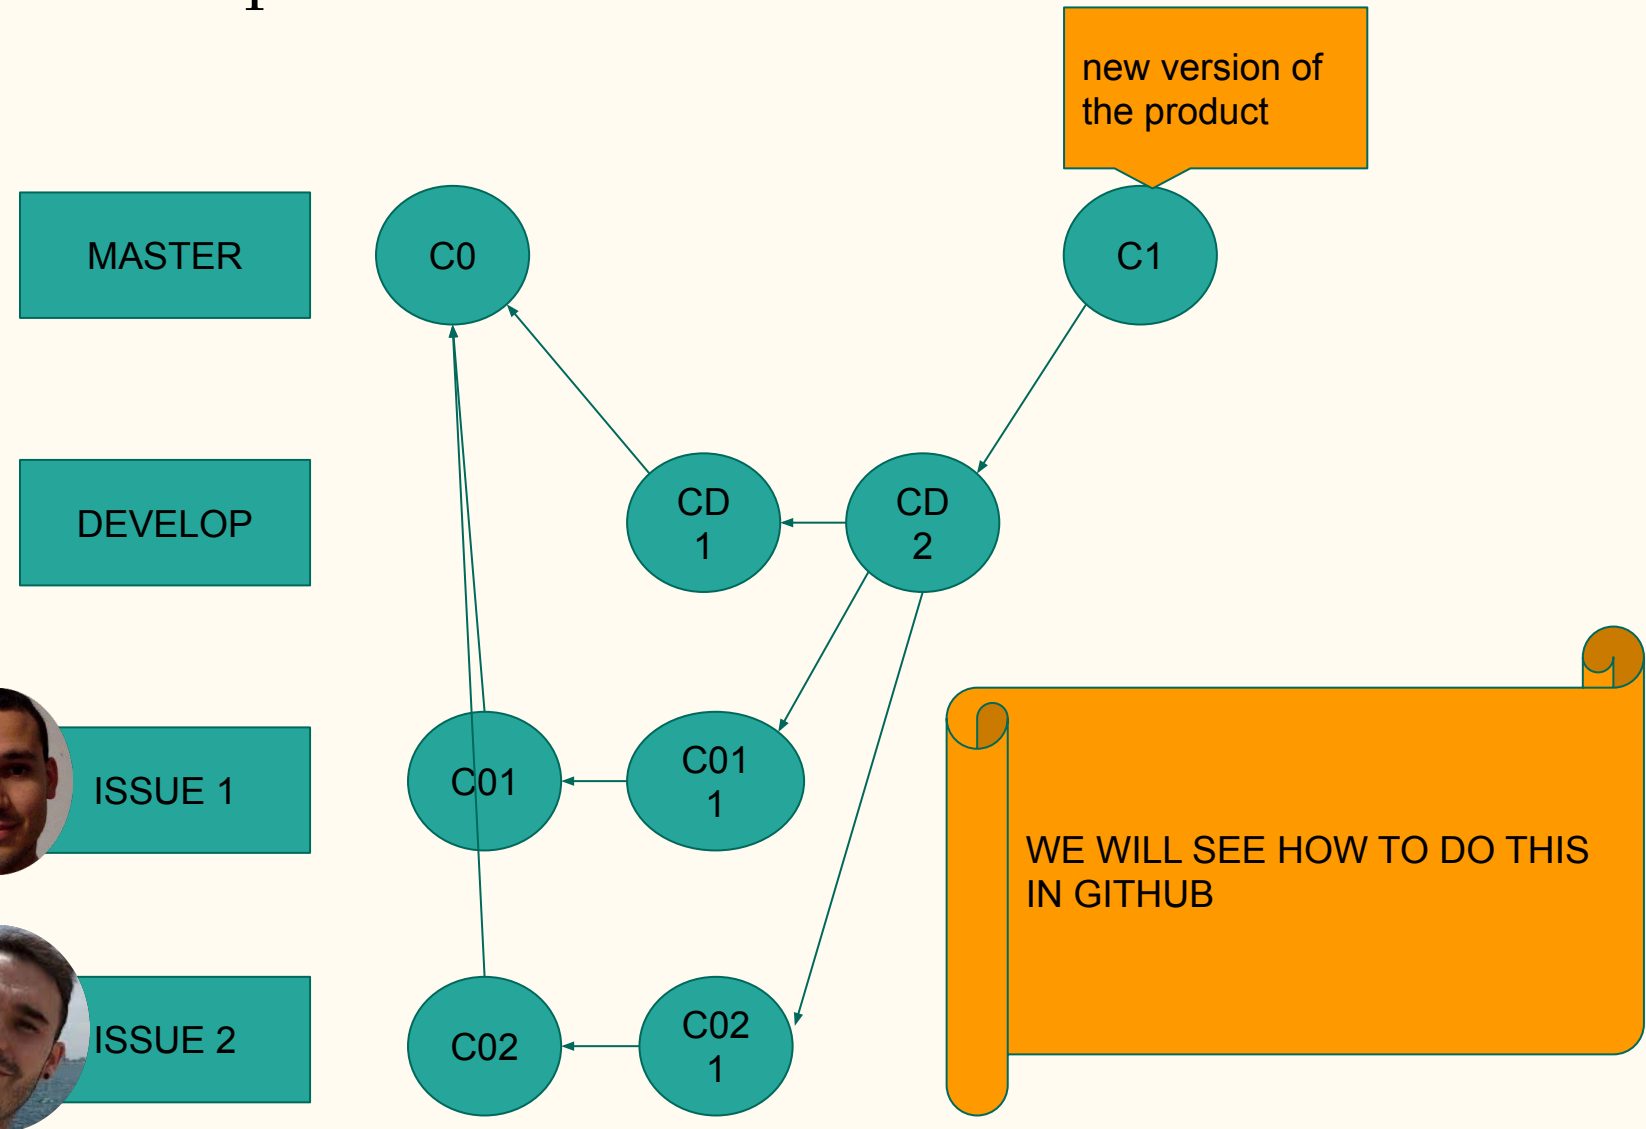 new version of
the product
MASTER
C0
C1
DEVELOP
CD
1
CD
2
ISSUE 1
C01
C01
1
WE WILL SEE HOW TO DO THIS
IN GITHUB
ISSUE 2
C02
C02
1